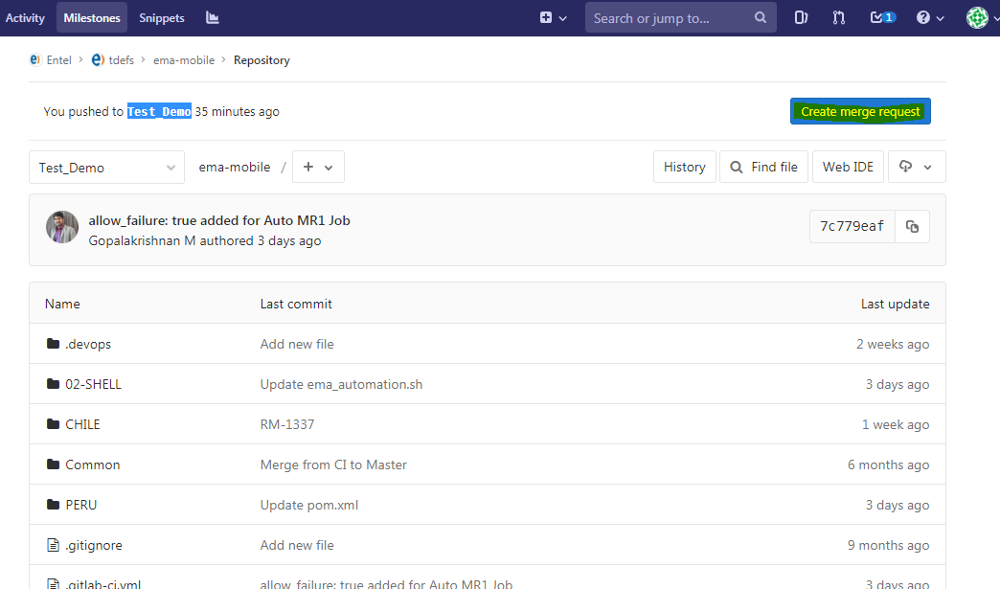 Activity Milestones Snippets Search or jump to... 1
Entel > tdefs > ema-mobile > Repository
You pushed to Test_Demo 35 minutes ago Create merge request
Test_Demo ema-mobile / + History Find file Web IDE
allow_failure: true added for Auto MR1 Job
Gopalakrishnan M authored 3 days ago 7c779eaf
Name Last commit Last update
.devops Add new file 2 weeks ago
02-SHELL Update ema_automation.sh 3 days ago
CHILE RM-1337 1 week ago
Common Merge from CI to Master 6 months ago
PERU Update pom.xml 3 days ago
.gitignore Add new file 9 months ago
.gitlab-ci.yml allow_failure: true added for Auto MR1 Job 3 days ago